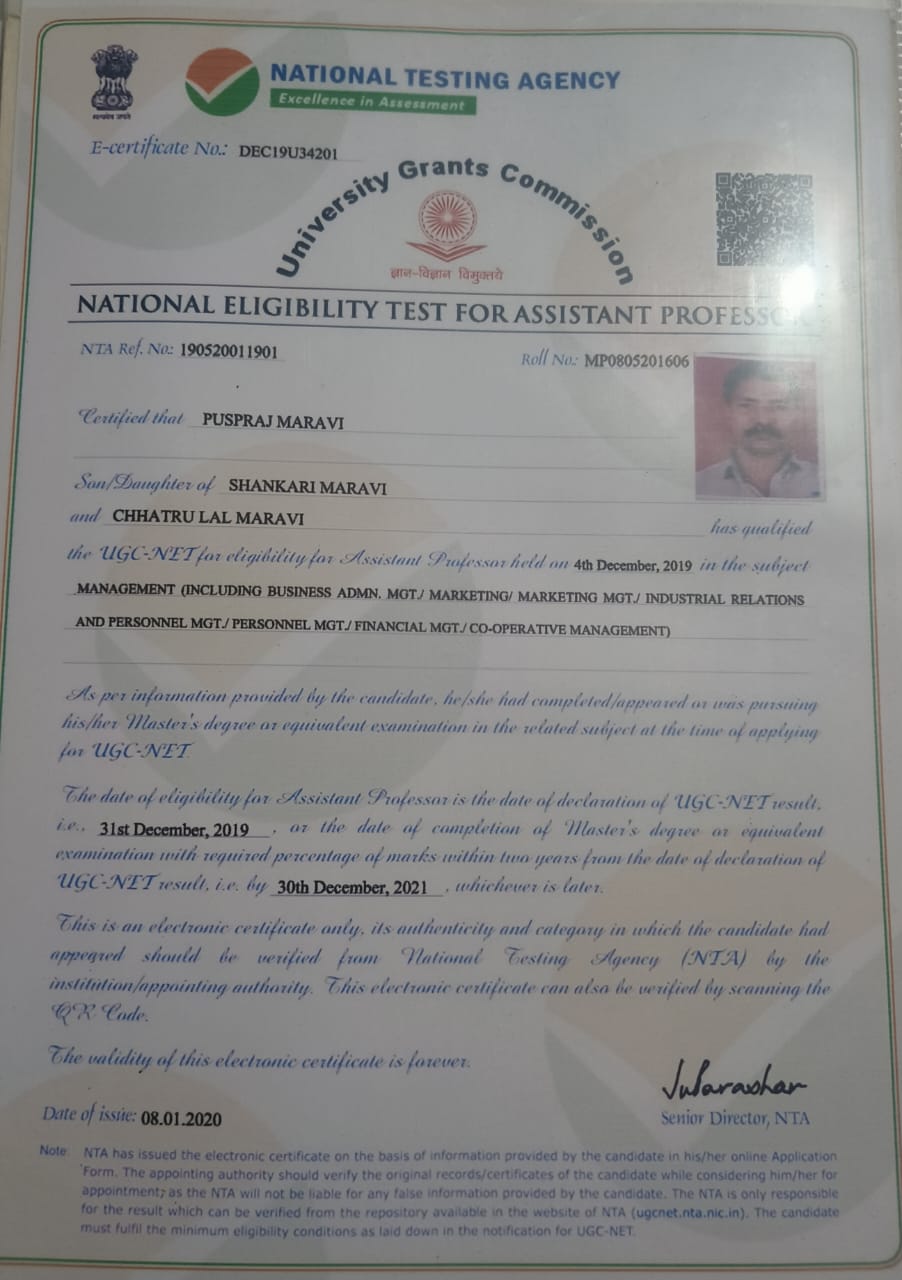 सत्यमेव जयते
NATIONAL TESTING AGENCY
Excellence in Assessment
E-certificate No.: DEC19U34201
University Grants Commission
ज्ञान-विज्ञान विमुक्तये
NATIONAL ELIGIBILITY TEST FOR ASSISTANT PROFESSOR
NTA Ref. No.: 190520011901
Roll No.: MP0805201606
Certified that PUSPRAJ MARAVI
Son/Daughter of SHANKARI MARAVI
and CHHATRU LAL MARAVI has qualified
the UGC-NET for eligibility for Assistant Professor held on 4th December, 2019 in the subject
MANAGEMENT (INCLUDING BUSINESS ADMN. MGT./ MARKETING/ MARKETING MGT./ INDUSTRIAL RELATIONS
AND PERSONNEL MGT./ PERSONNEL MGT./ FINANCIAL MGT./ CO-OPERATIVE MANAGEMENT)
As per information provided by the candidate, he/she had completed/appeared or was pursuing
his/her Master's degree or equivalent examination in the related subject at the time of applying
for UGC-NET.
The date of eligibility for Assistant Professor is the date of declaration of UGC-NET result,
i.e., 31st December, 2019, or the date of completion of Master's degree or equivalent
examination with required percentage of marks within two years from the date of declaration of
UGC-NET result, i.e. by 30th December, 2021, whichever is later.
This is an electronic certificate only, its authenticity and category in which the candidate had
appeared should be verified from National Testing Agency (NTA) by the
institution/appointing authority. This electronic certificate can also be verified by scanning the
QR Code.
The validity of this electronic certificate is forever.
Date of issue: 08.01.2020
Senior Director, NTA
Note: NTA has issued the electronic certificate on the basis of information provided by the candidate in his/her online Application
Form. The appointing authority should verify the original records/certificates of the candidate while considering him/her for
appointment; as the NTA will not be liable for any false information provided by the candidate. The NTA is only responsible
for the result which can be verified from the repository available in the website of NTA (ugcnet.nta.nic.in). The candidate
must fulfil the minimum eligibility conditions as laid down in the notification for UGC-NET.